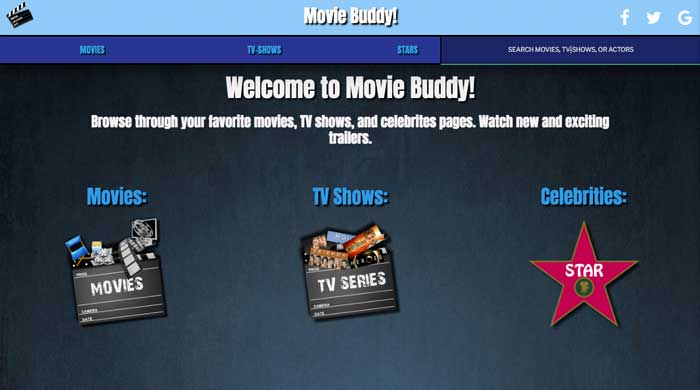 Movie Buddy!
MOVIES TV-SHOWS STARS SEARCH MOVIES, TV|SHOWS, OR ACTORS
Welcome to Movie Buddy!
Browse through your favorite movies, TV shows, and celebrites pages. Watch new and exciting
trailers.
Movies: TV Shows: Celebrities:
24
PROD. PROD.
MOVIES TV SERIES STAR
CAMERA CAMERA
DATE DATE